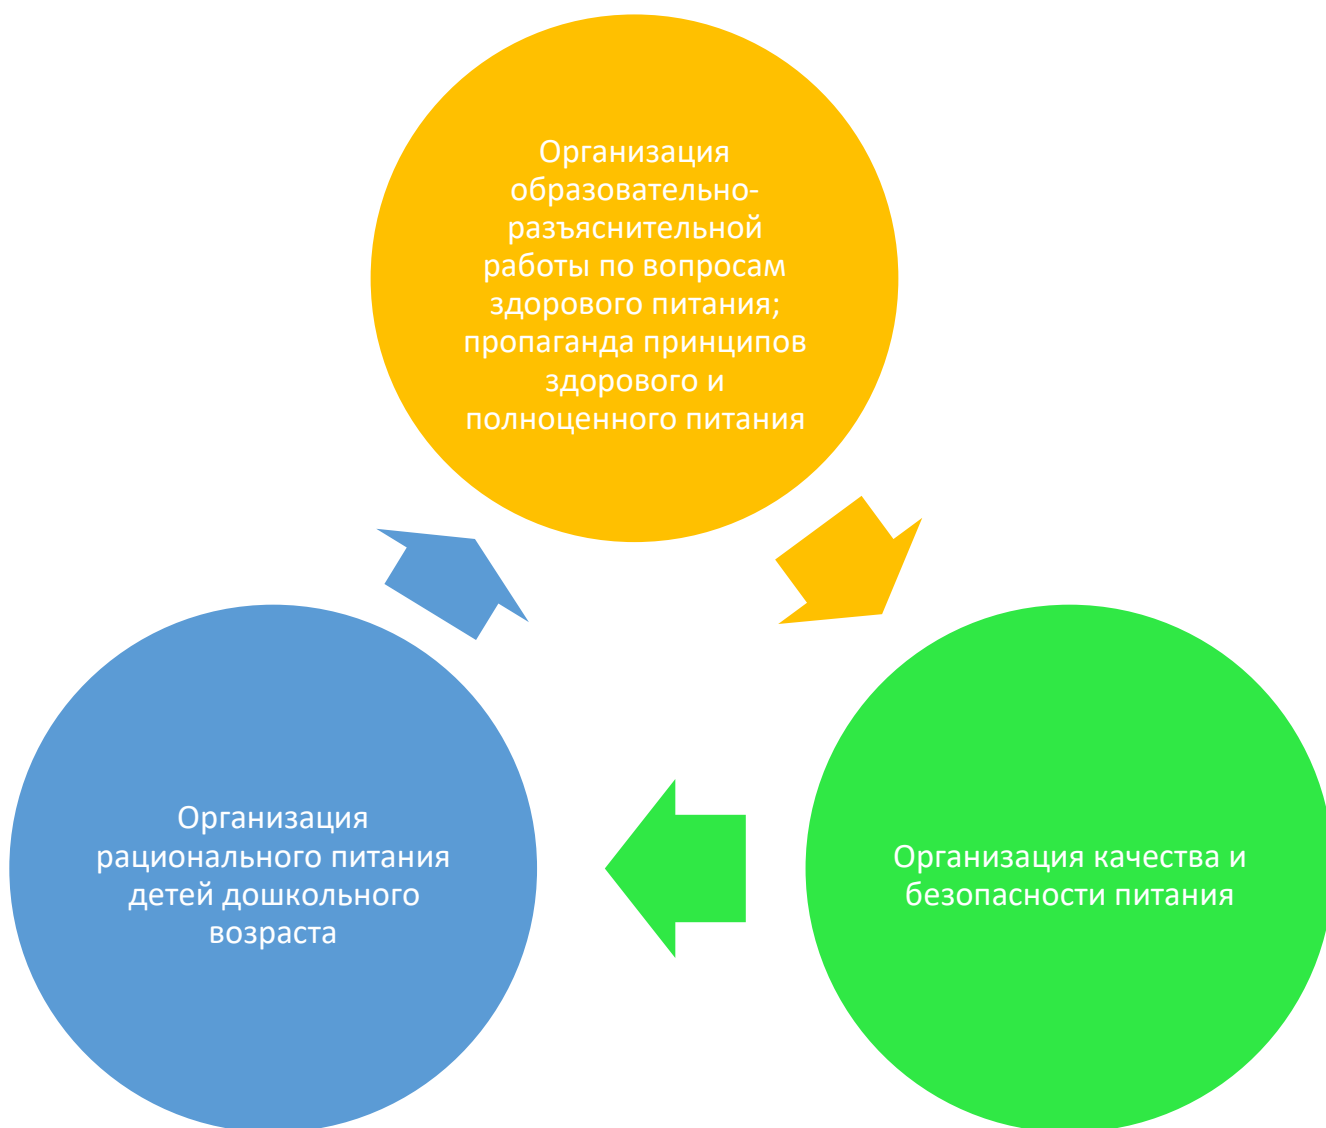 Организация
образовательно-
разъяснительной
работы по вопросам
здорового питания;
пропаганда принципов
здорового и
полноценного питания
Организация
рационального питания
детей дошкольного
возраста
Организация качества и
безопасности питания